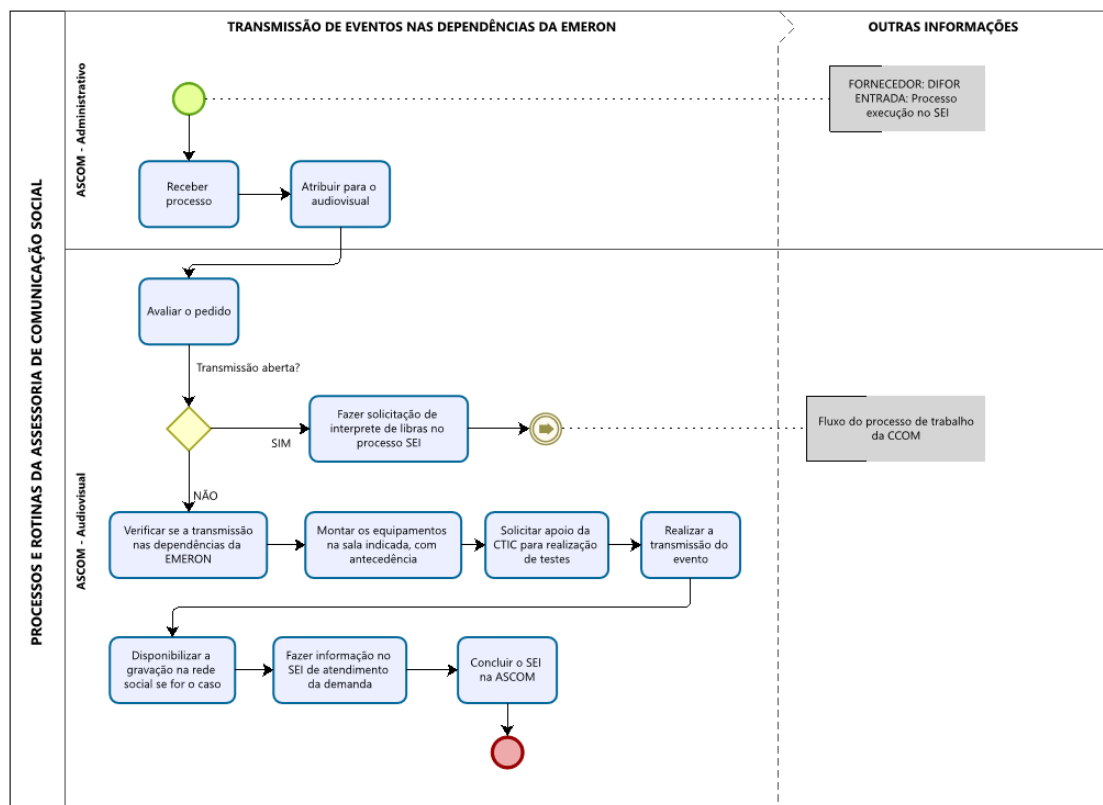 TRANSMISSÃO DE EVENTOS NAS DEPENDÊNCIAS DA EMERON
OUTRAS INFORMAÇÕES
PROCESSOS E ROTINAS DA ASSESSORIA DE COMUNICAÇÃO SOCIAL
ASCOM - Administrativo
FORNECEDOR: DIFOR
ENTRADA: Processo
execução no SEI
Receber
processo
Atribuir para o
audiovisual
ASCOM - Audiovisual
Avaliar o pedido
Transmissão aberta?
SIM
Fazer solicitação de
interprete de libras no
processo SEI
Fluxo do processo de trabalho
da CCOM
NÃO
Verificar se a transmissão
nas dependências da
EMERON
Montar os equipamentos
na sala indicada, com
antecedência
Solicitar apoio da
CTIC para realização
de testes
Realizar a
transmissão do
evento
Disponibilizar a
gravação na rede
social se for o caso
Fazer informação no
SEI de atendimento
da demanda
Concluir o SEI
na ASCOM